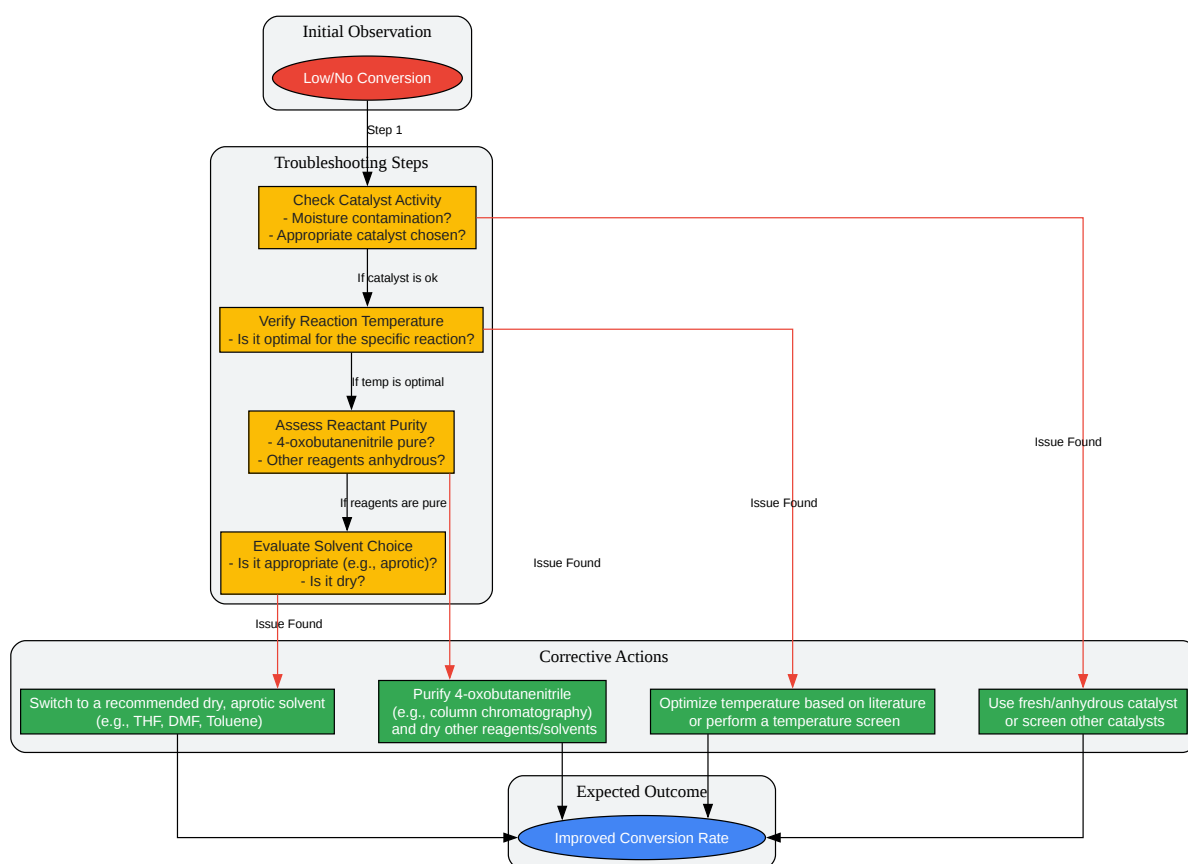 Initial Observation
Low/No Conversion
Step 1
Troubleshooting Steps
Check Catalyst Activity
- Moisture contamination?
- Appropriate catalyst chosen?
If catalyst is ok
Verify Reaction Temperature
- Is it optimal for the specific reaction?
If temp is optimal
Assess Reactant Purity
- 4-oxobutanenitrile pure?
- Other reagents anhydrous?
Issue Found
If reagents are pure
Issue Found
Evaluate Solvent Choice
- Is it appropriate (e.g., aprotic)?
- Is it dry?
Issue Found
Issue Found
Corrective Actions
Switch to a recommended dry, aprotic solvent
(e.g., THF, DMF, Toluene)
Purify 4-oxobutanenitrile
(e.g., column chromatography)
and dry other reagents/solvents
Optimize temperature based on literature
or perform a temperature screen
Use fresh/anhydrous catalyst
or screen other catalysts
Expected Outcome
Improved Conversion Rate